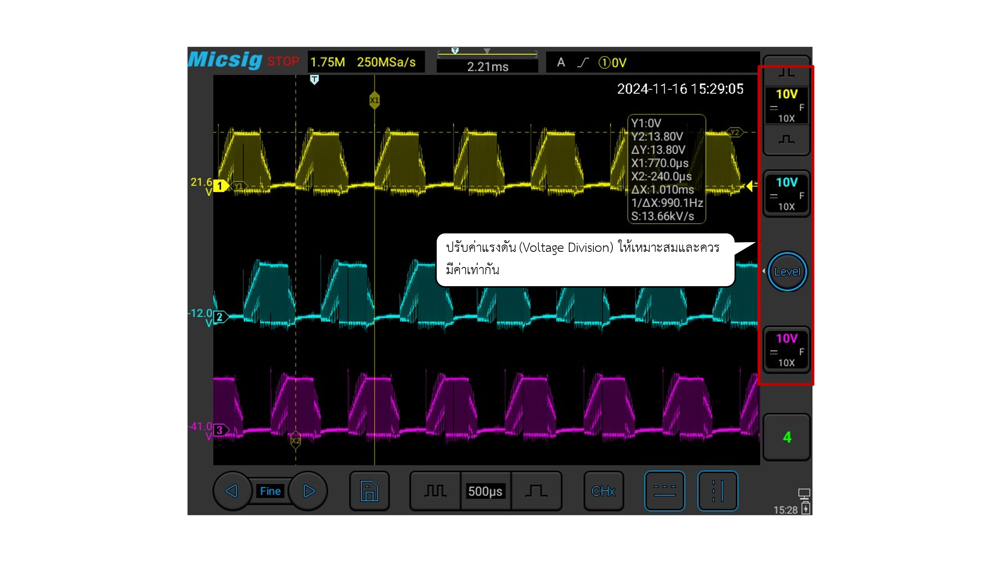 Micsig STOP 1.75M 250MSa/s 2.21ms A ①0V
T
T
2024-11-16 15:29:05
X1
10V
F
10X
Y1:0V
Y2:13.80V
ΔY:13.80V
X1:770.0µs
X2:-240.0µs
ΔX:1.010ms
1/ΔX:990.1Hz
S:13.66kV/s
Y2
21.6
V
1
Y1
10V
F
10X
ปรับค่าแรงดัน (Voltage Division) ให้เหมาะสมและควร
มีค่าเท่ากัน
Level
-12.0
V
2
10V
F
10X
-41.0
V
3
X2
4
Fine
500µs
CHx
15:28